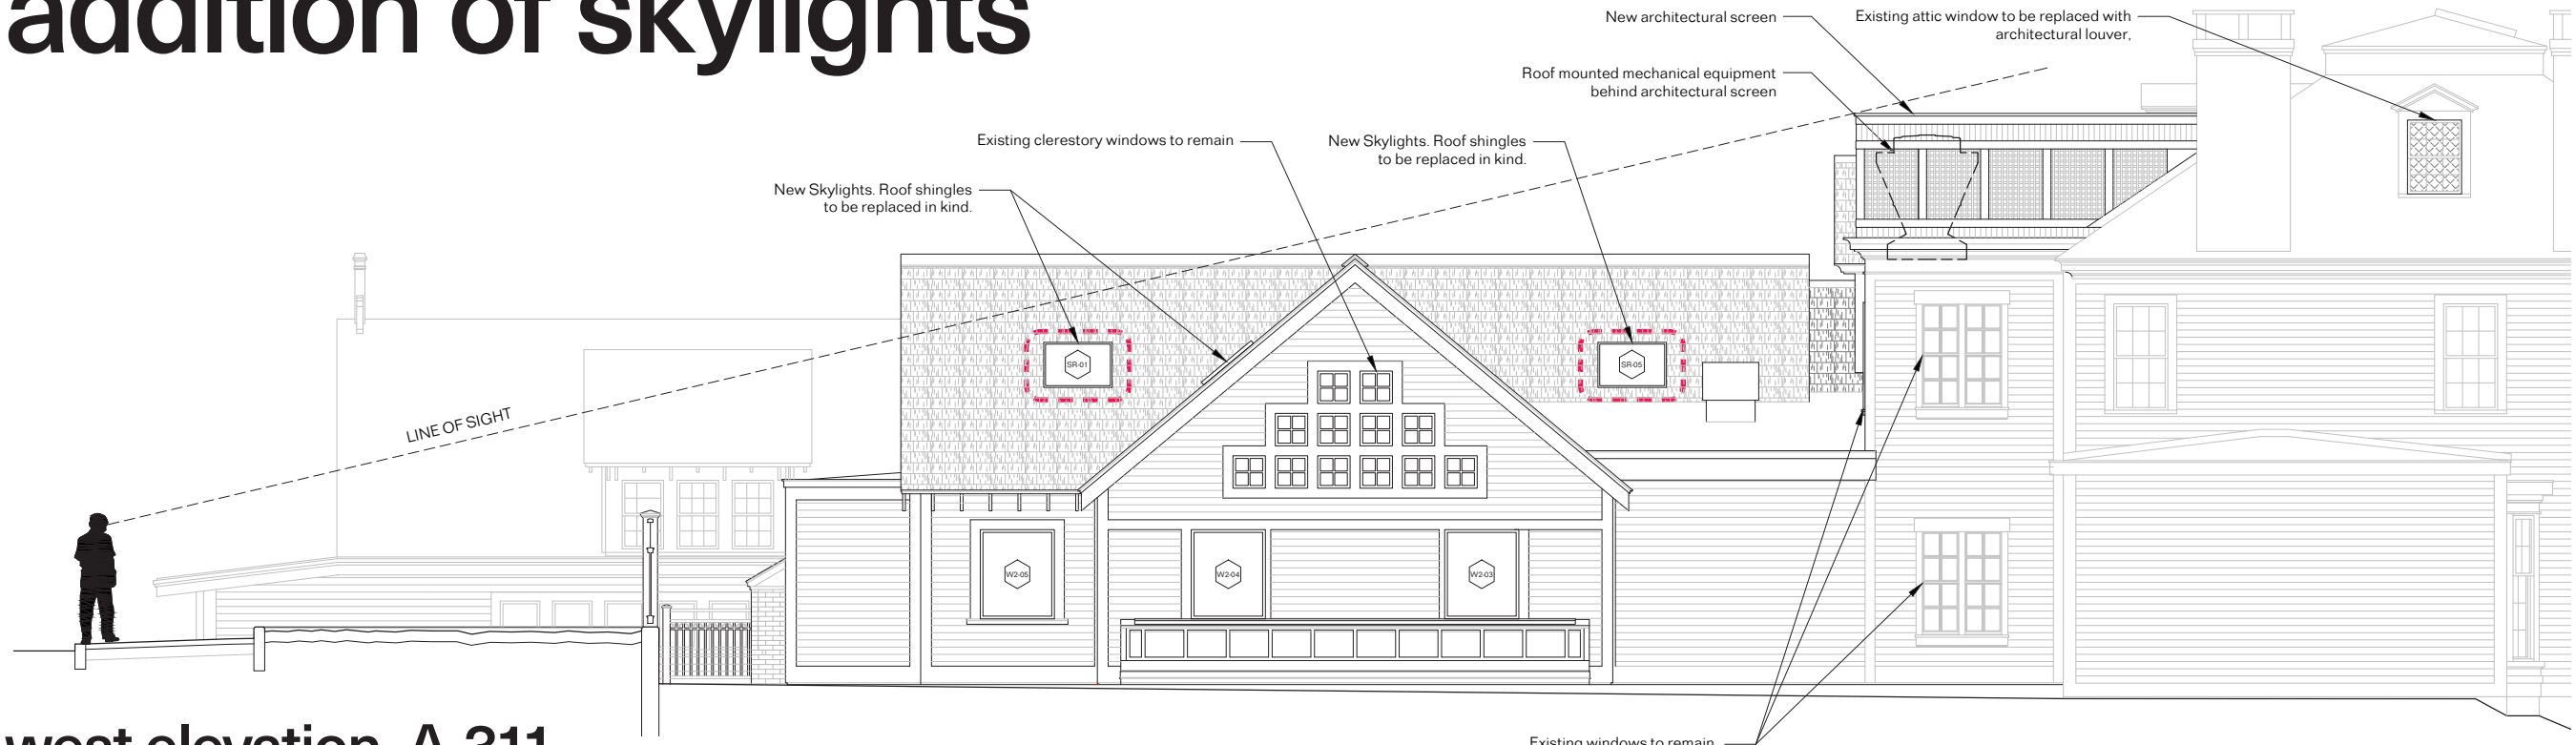 addition of skylights
New architectural screen
Existing attic window to be replaced with
architectural louver,
Roof mounted mechanical equipment
behind architectural screen
Existing clerestory windows to remain
New Skylights. Roof shingles
to be replaced in kind.
New Skylights. Roof shingles
to be replaced in kind.
SR-01
SR-05
LINE OF SIGHT
W2-05
W2-04
W2-03
west elevation, A-311
Existing windows to remain